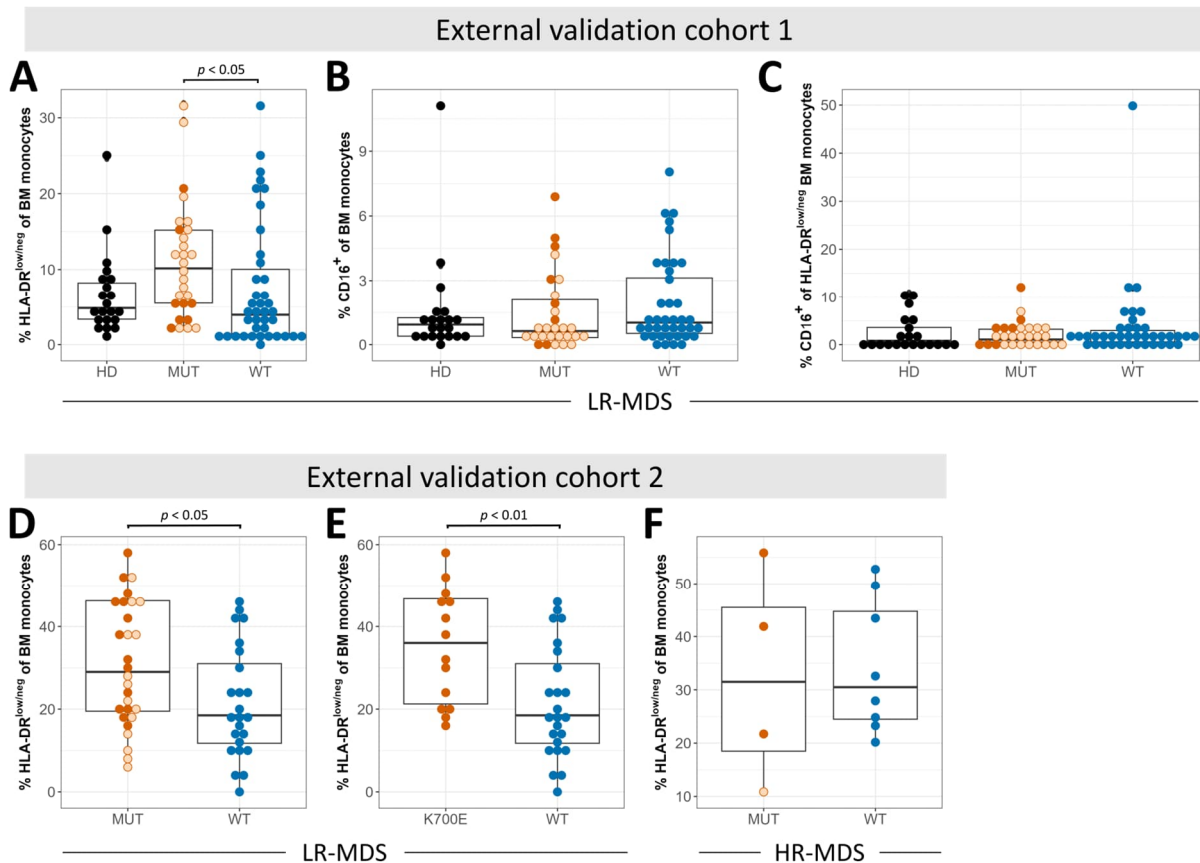 External validation cohort 1
A
B
C
p < 0.05
% HLA-DRlow/neg of BM monocytes
30
20
10
0
HD
MUT
WT
% CD16+ of BM monocytes
9
6
3
0
HD
MUT
WT
% CD16+ of HLA-DRlow/neg BM monocytes
50
40
30
20
10
0
HD
MUT
WT
LR-MDS
External validation cohort 2
D
E
F
p < 0.05
% HLA-DRlow/neg of BM monocytes
60
40
20
0
MUT
WT
p < 0.01
% HLA-DRlow/neg of BM monocytes
60
40
20
0
K700E
WT
% HLA-DRlow/neg of BM monocytes
50
40
30
20
10
MUT
WT
LR-MDS
HR-MDS